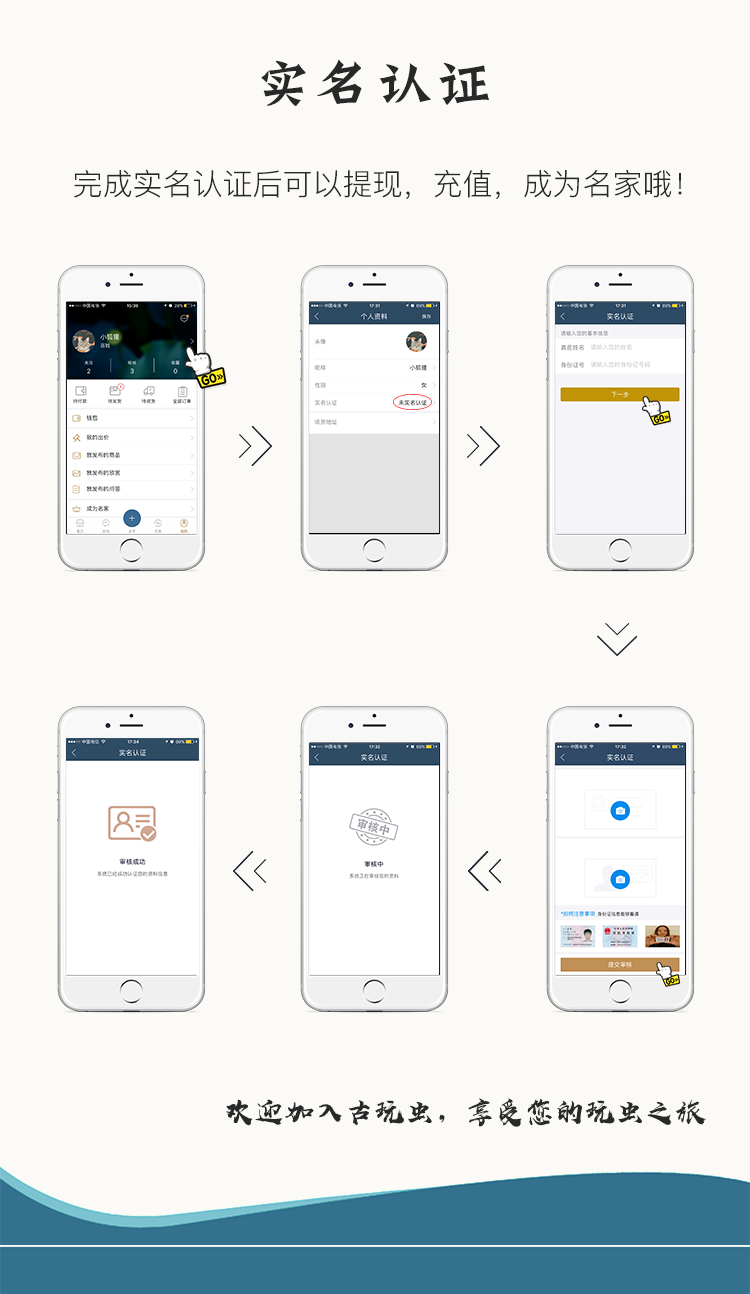 实名认证
完成实名认证后可以提现，充值，成为名家哦！
中国电信
10:39
26%
小狐狸
百姓
关注
粉丝
收藏
2
3
0
GO»
待付款
待发货
待收货
全部订单
钱包
我的出价
我发布的商品
我发布的欣赏
我发布的问答
成为名家
中国电信
17:31
69%
个人资料
保存
头像
昵称
小狐狸
性别
女
实名认证
未实名认证
收货地址
中国电信
17:31
69%
实名认证
请输入您的基本信息
真是姓名 请输入您的姓名
身份证号 请输入您的身份证号码
下一步
GO»
中国电信
17:34
69%
实名认证
审核成功
系统已经成功认证您的资料信息
中国电信
17:32
69%
实名认证
审核中
审核中
系统正在审核您的资料
中国电信
17:32
69%
实名认证
*拍照注意事项 身份证信息能够看清
提交审核
GO»
欢迎加入古玩虫，享受您的玩虫之旅